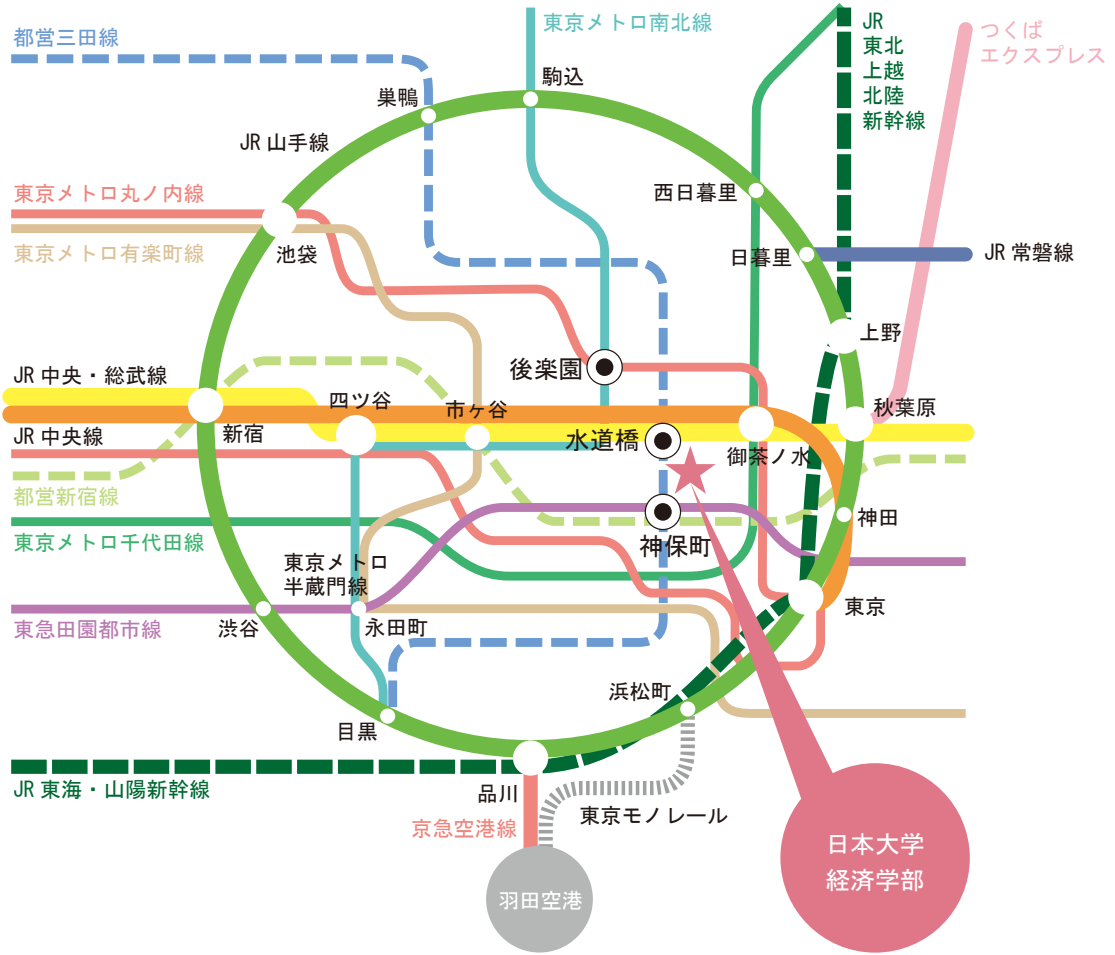 都営三田線
東京メトロ南北線
JR
東北
上越
北陸
新幹線
つくば
エクスプレス
駒込
巣鴨
JR 山手線
西日暮里
東京メトロ丸ノ内線
東京メトロ有楽町線
池袋
日暮里
JR 常磐線
上野
後楽園
JR 中央・総武線
四ツ谷
市ヶ谷
秋葉原
新宿
JR 中央線
水道橋
御茶ノ水
都営新宿線
神田
東京メトロ千代田線
神保町
東京メトロ
半蔵門線
東京
東急田園都市線
渋谷
永田町
浜松町
目黒
JR 東海・山陽新幹線
品川
東京モノレール
京急空港線
日本大学
経済学部
羽田空港